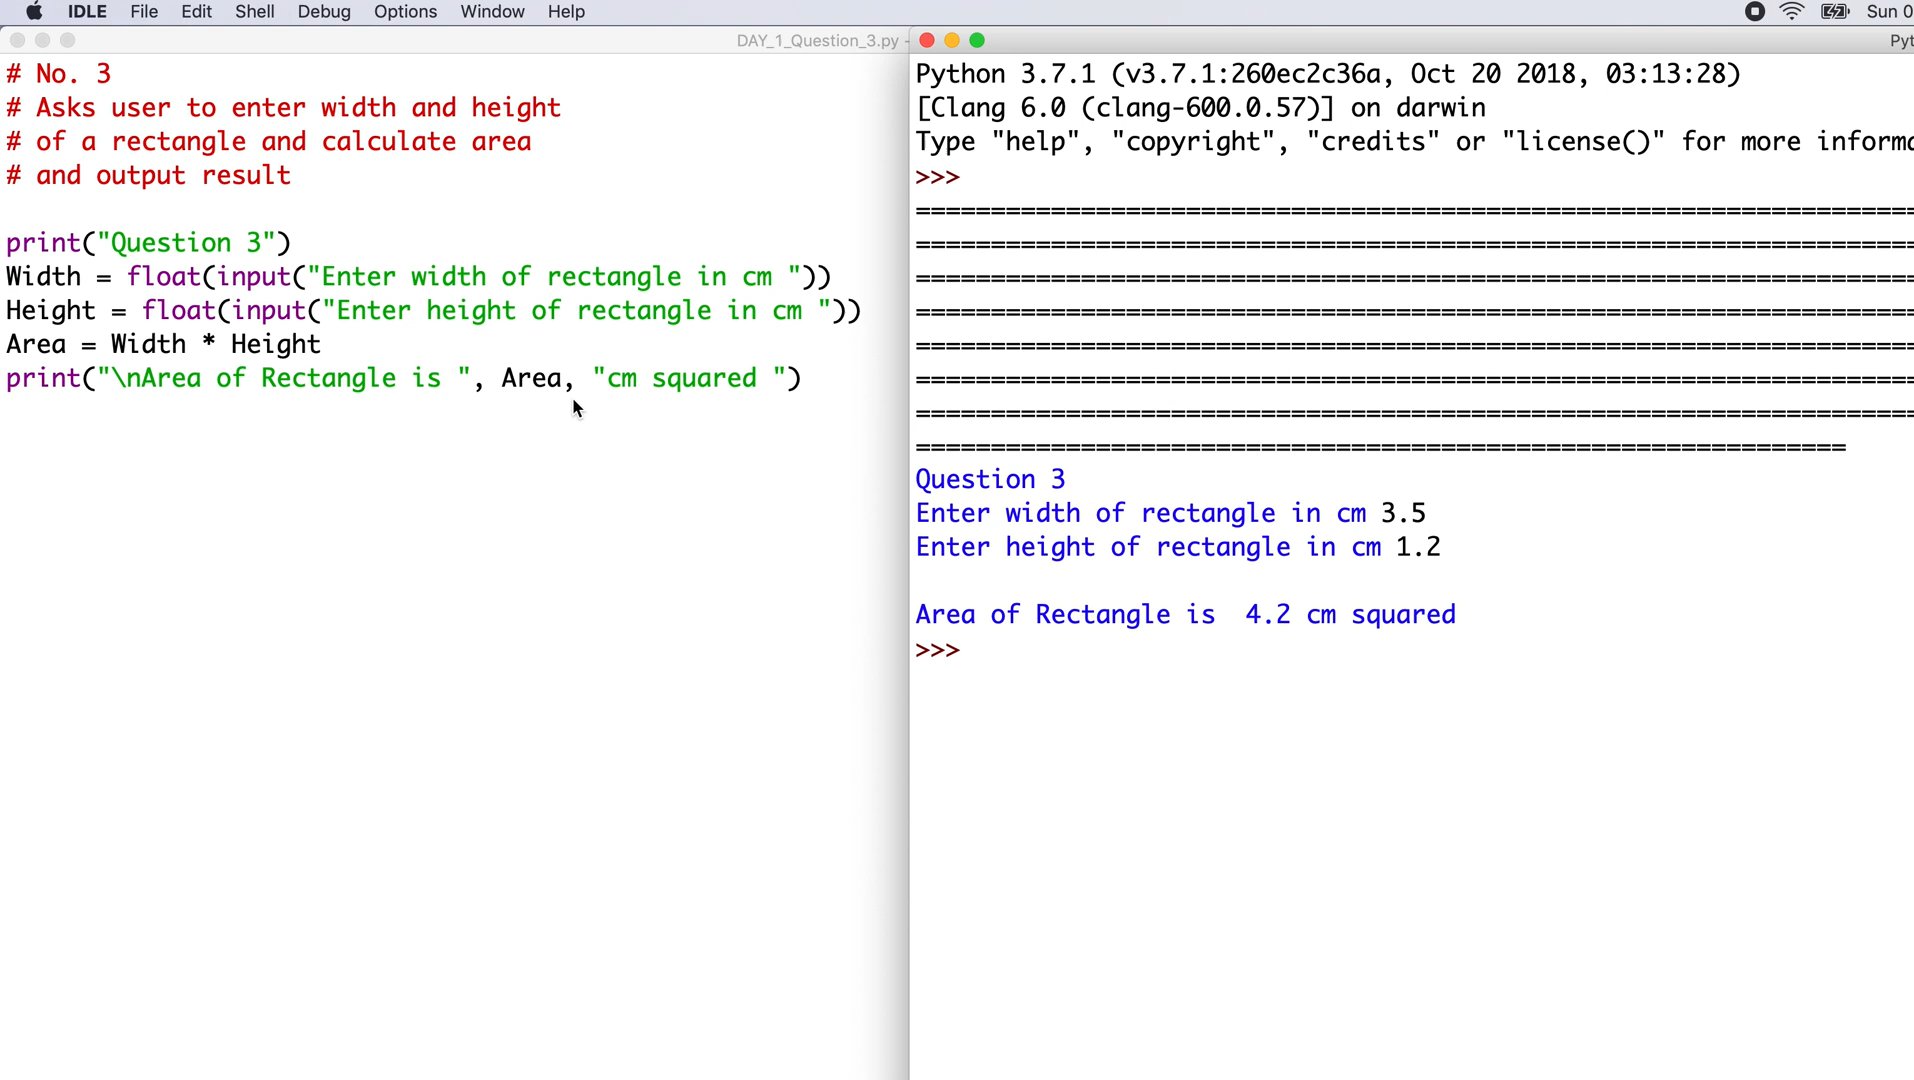 IDLE File Edit Shell Debug Options Window Help Sun 0
DAY_1_Question_3.py -
# No. 3
# Asks user to enter width and height
# of a rectangle and calculate area
# and output result
print("Question 3")
Width = float(input("Enter width of rectangle in cm "))
Height = float(input("Enter height of rectangle in cm "))
Area = Width * Height
print("\nArea of Rectangle is ", Area, "cm squared ")
Pyt
Python 3.7.1 (v3.7.1:260ec2c36a, Oct 20 2018, 03:13:28)
[Clang 6.0 (clang-600.0.57)] on darwin
Type "help", "copyright", "credits" or "license()" for more informa
>>>
===================================================================
===================================================================
===================================================================
===================================================================
===================================================================
===================================================================
===================================================================
==============================================================
Question 3
Enter width of rectangle in cm 3.5
Enter height of rectangle in cm 1.2
Area of Rectangle is  4.2 cm squared
>>>